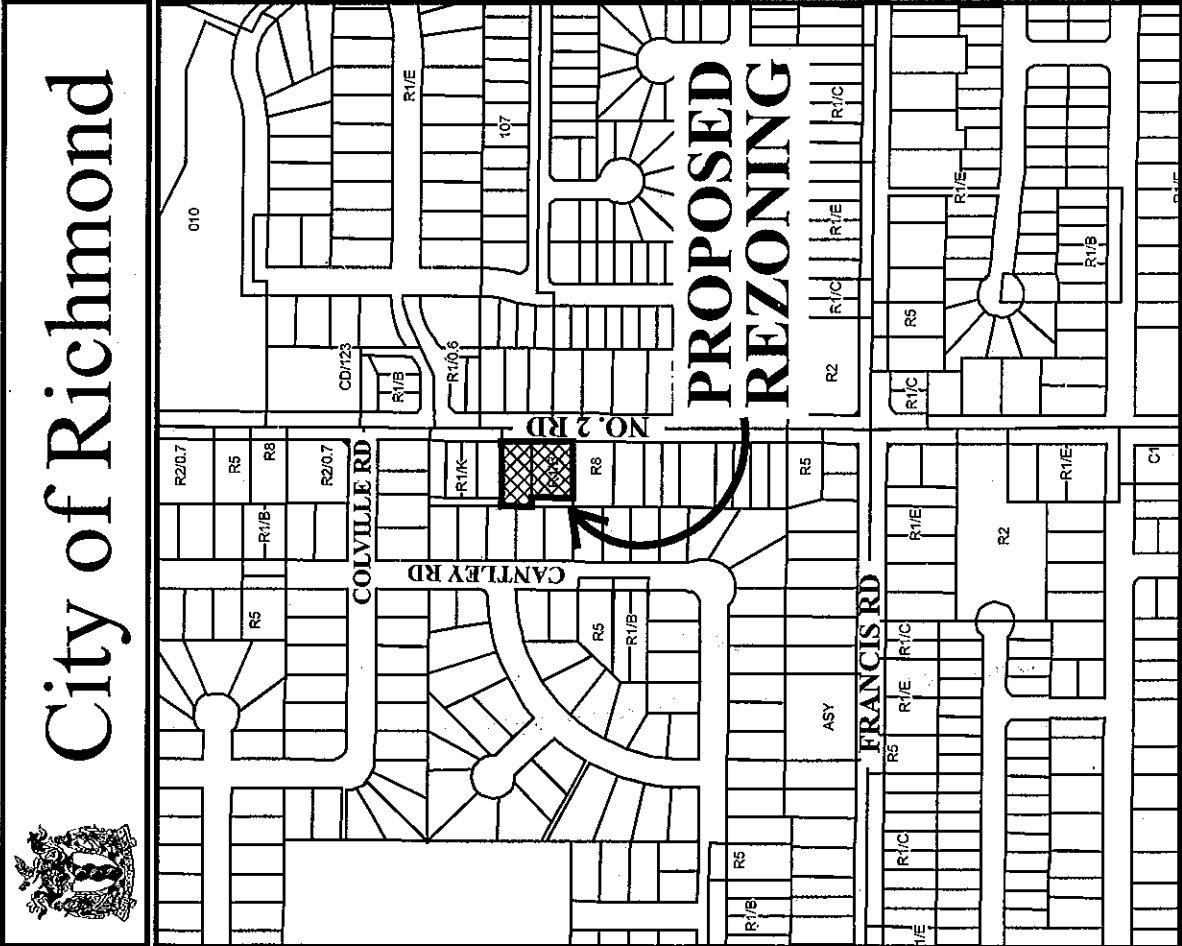 City of Richmond
010
R1/E
107
R1/C
R1/E
R1/B
R1/E
R1/C
PROPOSED
REZONING
R5
R1/C
R2
CD/123
R1/B
R1/0.6
NO. 2 RD
R2/0.7
R5
R8
R2/0.7
R1/B
COLVILLE RD
R1/K
R8
R5
R1/E
C1
R1/E
R2
CANTLEY RD
R5
R5
R1/B
FRANCIS RD
R1/C
R1/E
R5
ASY
R1/C
R5
R1/B